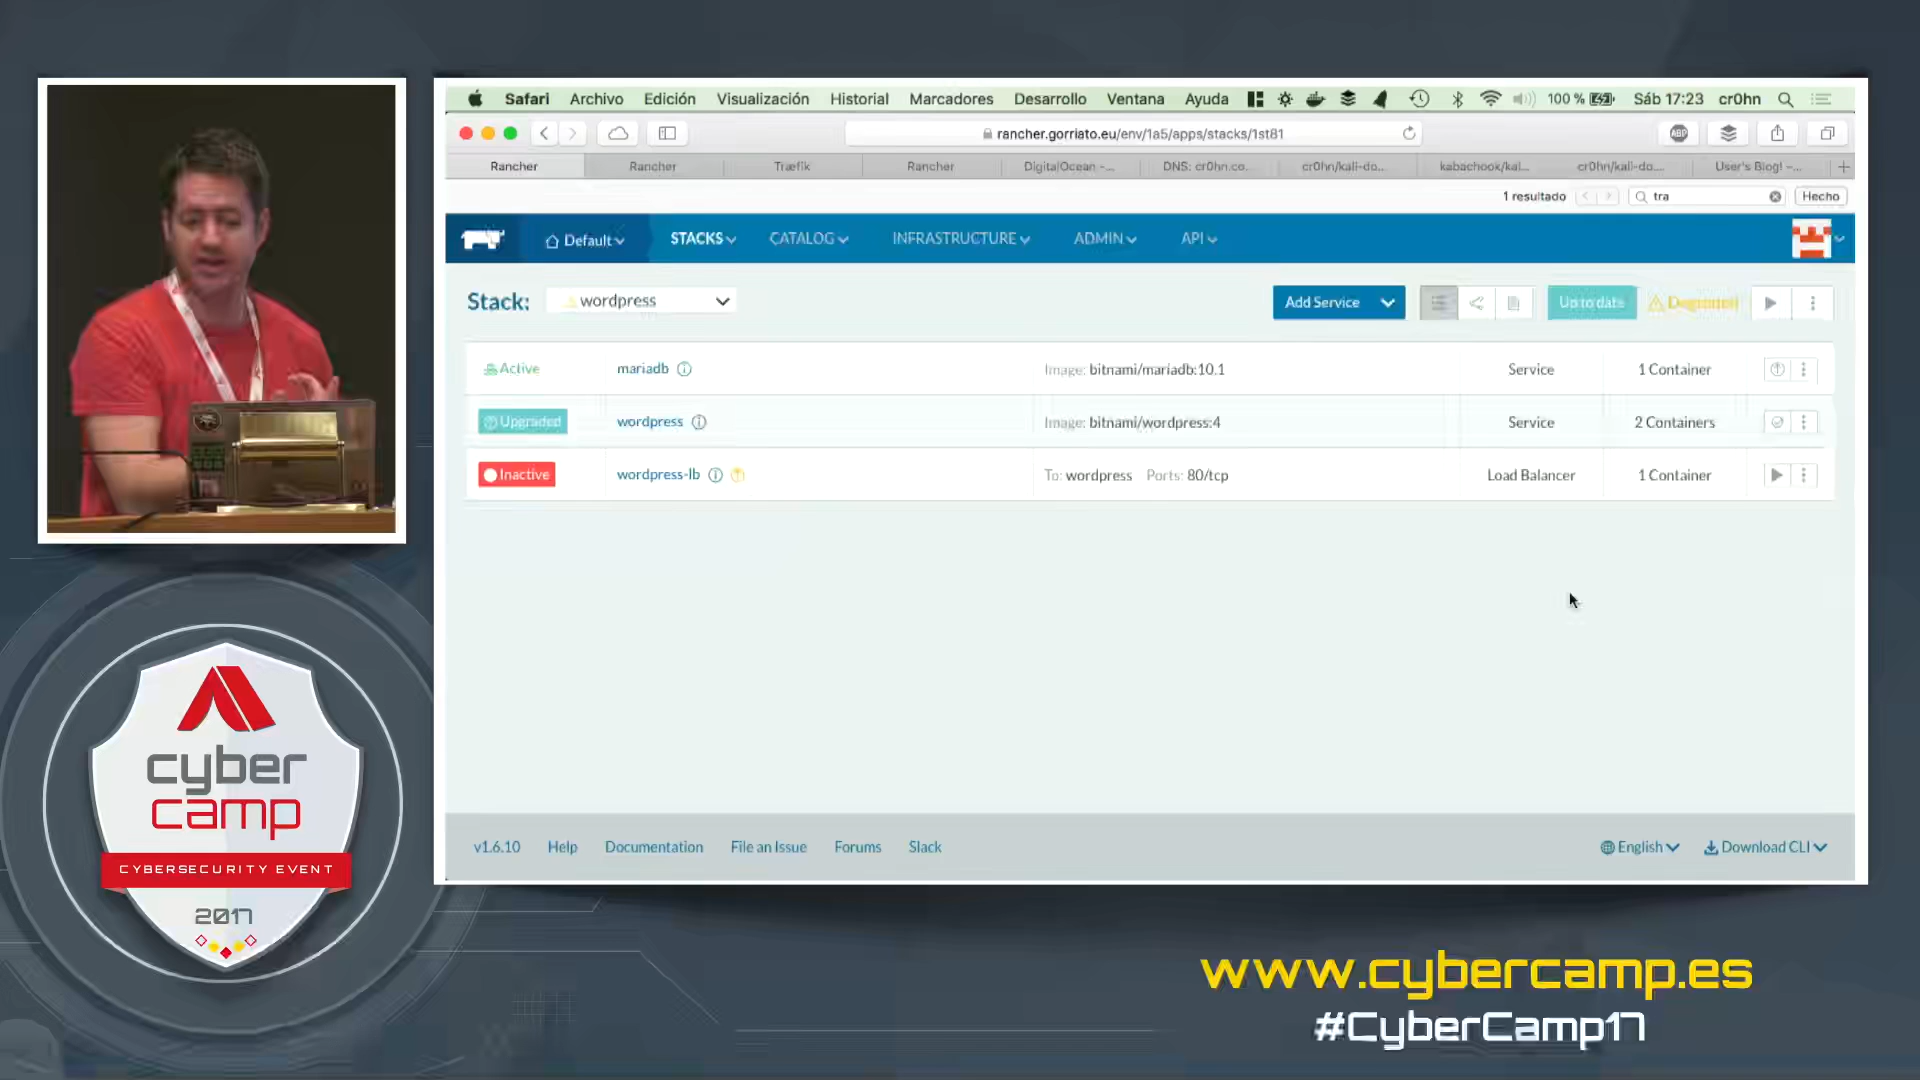 Safari Archivo Edición Visualización Historial Marcadores Desarrollo Ventana Ayuda 100 % Sáb 17:23 cr0hn
rancher.gorriato.eu/env/1a5/apps/stacks/1st81
ABP
Rancher Rancher Træfik Rancher DigitalOcean -... DNS: cr0hn.co... cr0hn/kali-do... kabachook/kal... cr0hn/kali-do... User's Blog! –...
1 resultado tra Hecho
Default STACKS CATALOG INFRASTRUCTURE ADMIN API
Stack: wordpress Add Service Up to date Degraded
Active mariadb Image: bitnami/mariadb:10.1 Service 1 Container
Upgraded wordpress Image: bitnami/wordpress:4 Service 2 Containers
Inactive wordpress-lb To: wordpress Ports: 80/tcp Load Balancer 1 Container
v1.6.10 Help Documentation File an Issue Forums Slack English Download CLI
cyber
camp
CYBERSECURITY EVENT
2017
www.cybercamp.es
#CyberCamp17